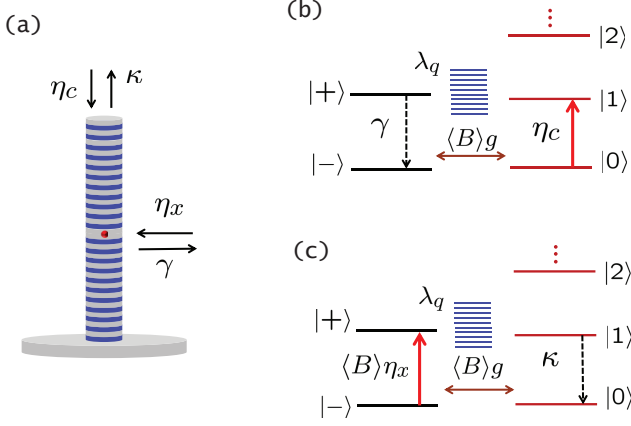 (a)
η_c
κ
η_x
γ
(b)
|2⟩
λ_q
|+⟩
|1⟩
γ
⟨B⟩g
η_c
|−⟩
|0⟩
(c)
|2⟩
λ_q
|+⟩
|1⟩
⟨B⟩η_x
⟨B⟩g
κ
|−⟩
|0⟩